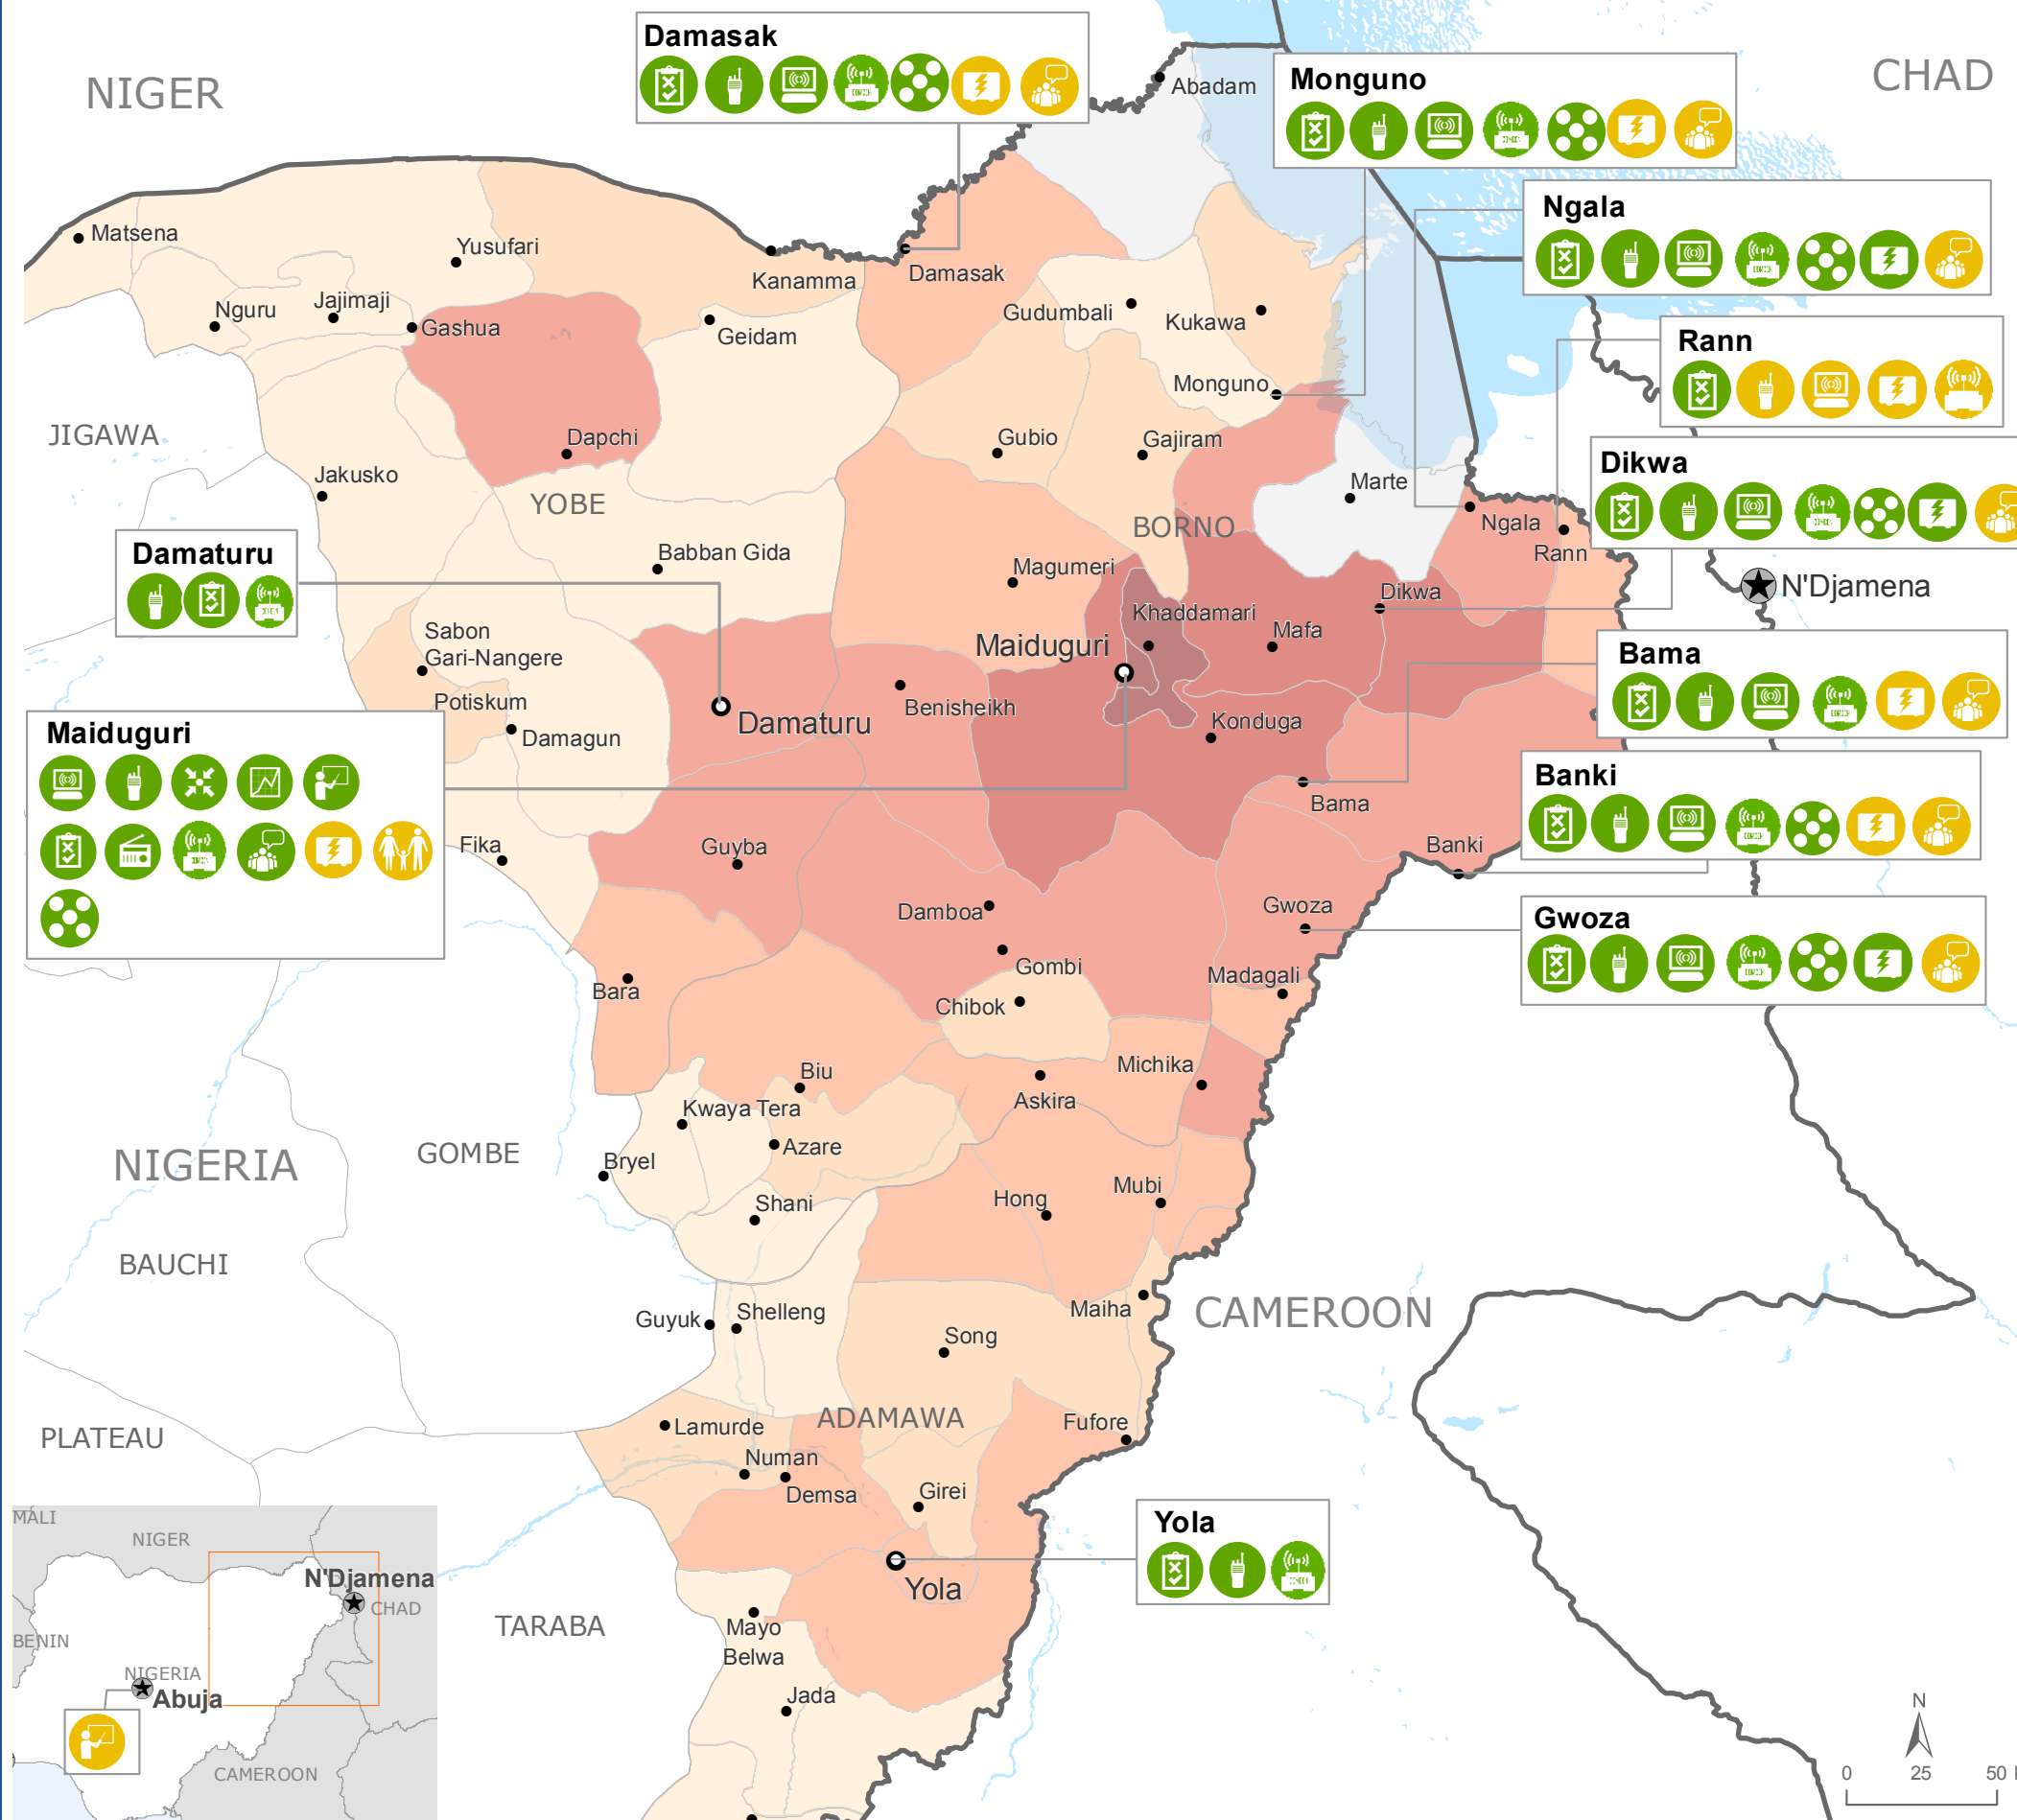 Damasak
NIGER
Abadam
Monguno
CHAD
Ngala
Matsena
Yusufari
Kanamma
Damasak
Nguru
Jajimaji
Gashua
Geidam
Gudumbali
Kukawa
Rann
Monguno
JIGAWA
Dapchi
Gubio
Gajiram
Dikwa
Jakusko
YOBE
Marte
BORNO
Ngala
Rann
Damaturu
Babban Gida
Magumeri
Dikwa
N'Djamena
Khaddamari
Sabon
Gari-Nangere
Maiduguri
Mafa
Bama
Potiskum
Benisheikh
Damaturu
Konduga
Maiduguri
Damagun
Bama
Banki
Fika
Guyba
Banki
Damboa
Gwoza
Gwoza
Gombi
Madagali
Bara
Chibok
Biu
Michika
Askira
Kwaya Tera
Azare
NIGERIA
GOMBE
Bryel
Shani
Hong
Mubi
BAUCHI
Maiha
CAMEROON
Guyuk
Shelleng
Song
ADAMAWA
Fufore
PLATEAU
Lamurde
Numan
Demsa
Girei
MALI
NIGER
Yola
N'Djamena
CHAD
Yola
TARABA
Mayo
Belwa
BENIN
NIGERIA
Abuja
Jada
N
CAMEROON
0 25 50